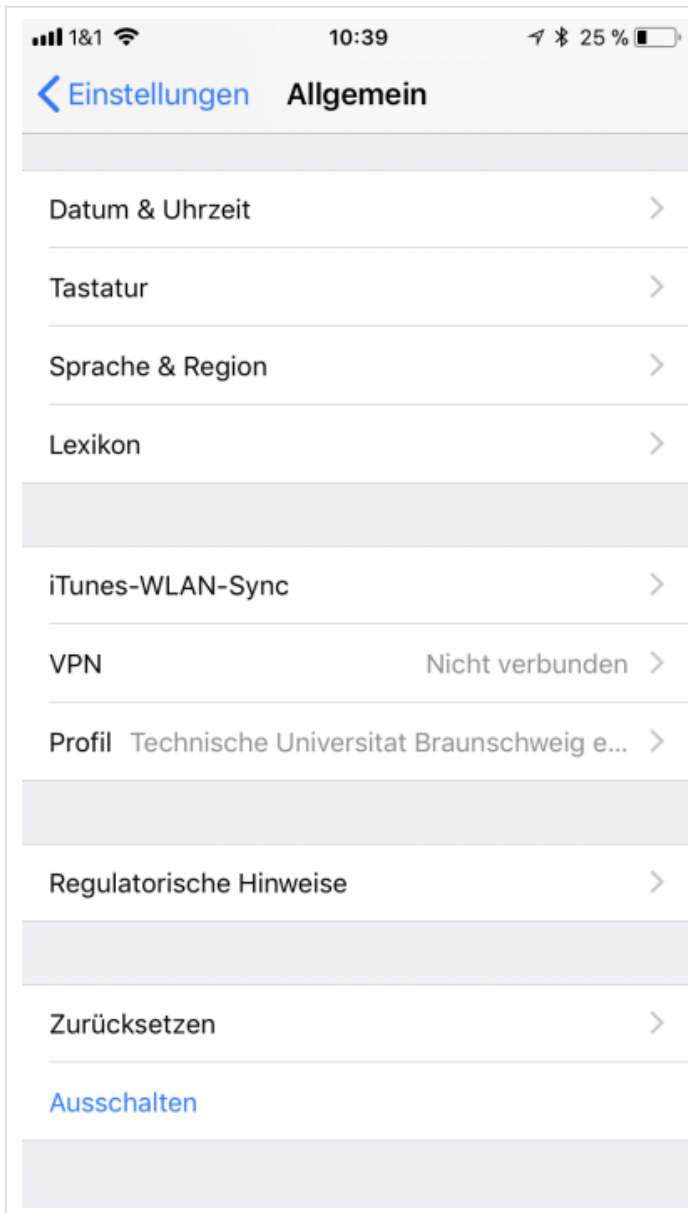 1&1 10:39 25 %
Einstellungen Allgemein
Datum & Uhrzeit
Tastatur
Sprache & Region
Lexikon
iTunes-WLAN-Sync
VPN Nicht verbunden
Profil Technische Universitat Braunschweig e...
Regulatorische Hinweise
Zurücksetzen
Ausschalten